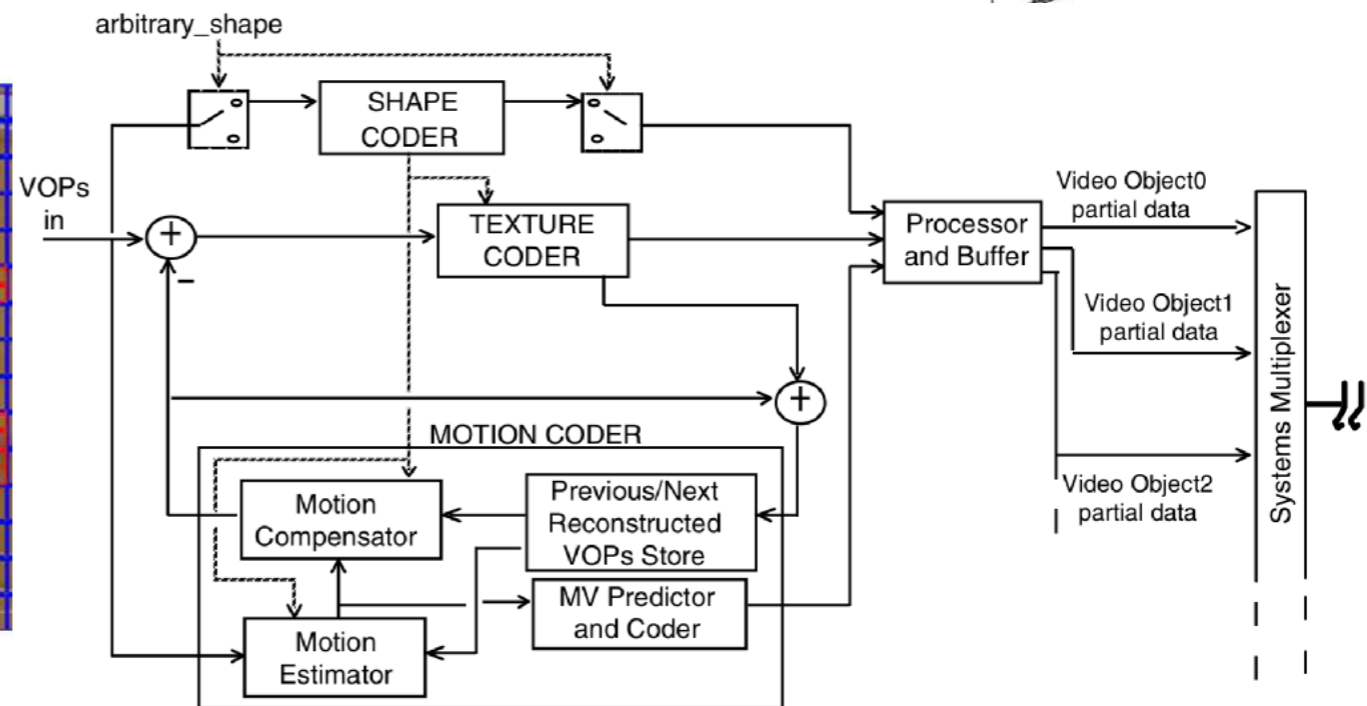 arbitrary_shape
SHAPE
CODER
VOPs
in
+
−
TEXTURE
CODER
Processor
and Buffer
Video Object0
partial data
Video Object1
partial data
Video Object2
partial data
Systems Multiplexer
+
MOTION CODER
Motion
Compensator
Previous/Next
Reconstructed
VOPs Store
MV Predictor
and Coder
Motion
Estimator